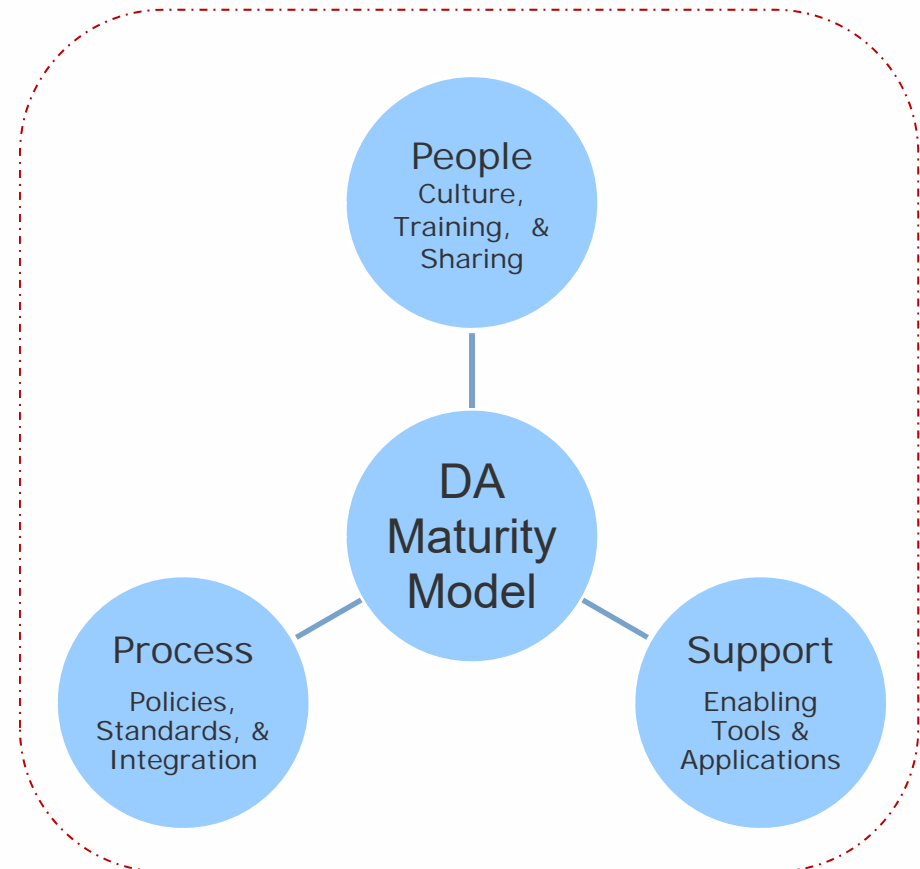 People
Culture,
Training, &
Sharing
DA
Maturity
Model
Process
Policies,
Standards, &
Integration
Support
Enabling
Tools &
Applications